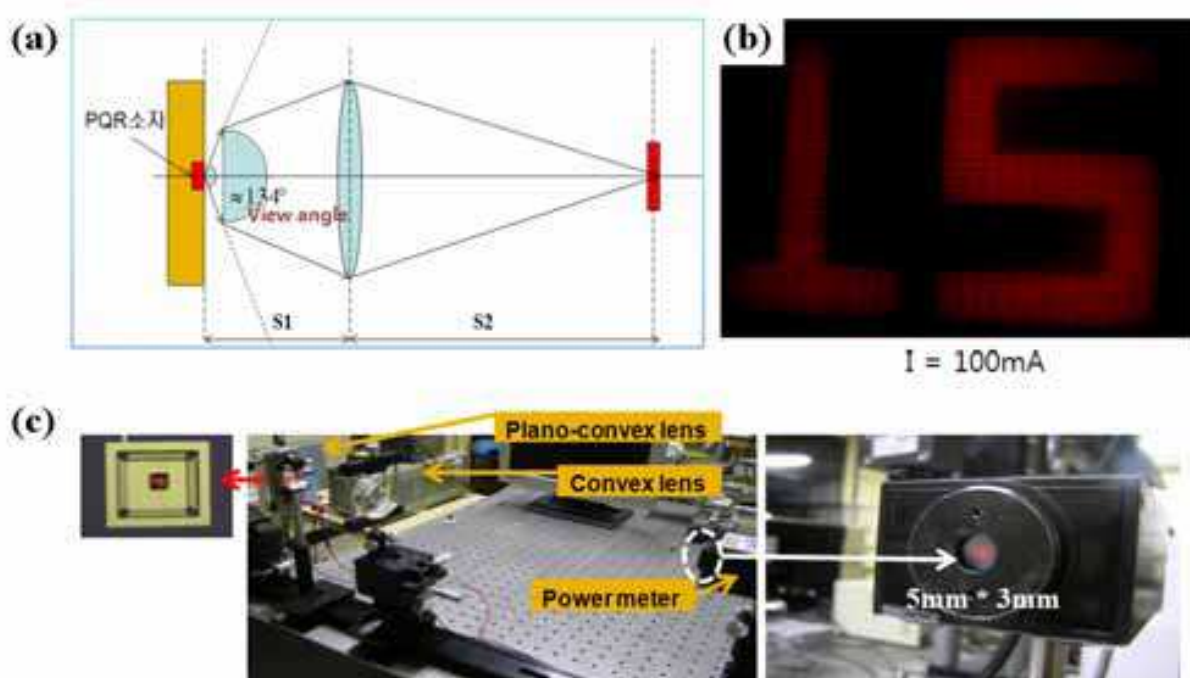 (a)
PQR소자
≈ 134°
View angle
S1
S2
(b)
15
I = 100mA
(c)
Plano-convex lens
Convex lens
Power meter
5mm * 3mm